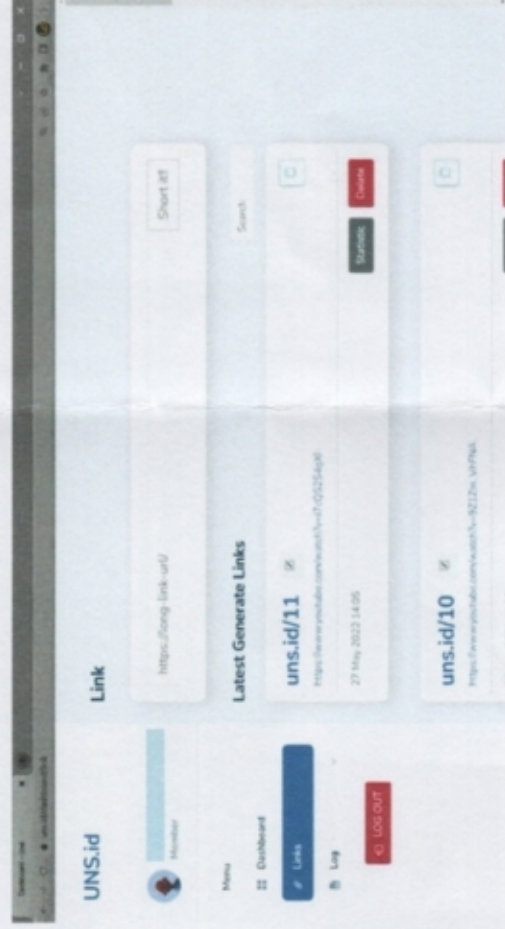 UNS.id
Member
Menu
Dashboard
Links
Log
LOG OUT
Link
https://long-link-url/
Short it!
Latest Generate Links
Search
uns.id/11
27 May 2022 14:05
Statistic
Delete
uns.id/10